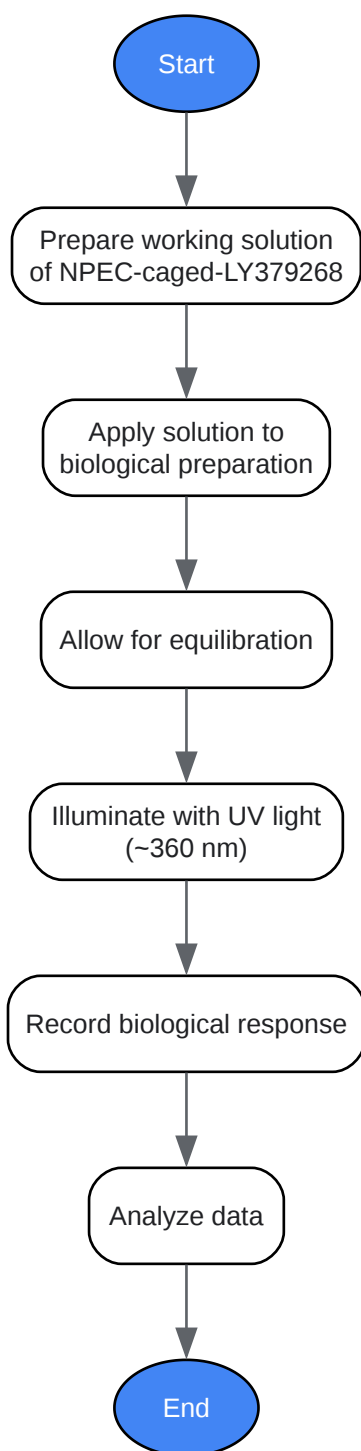 Start
Prepare working solution
of NPEC-caged-LY379268
Apply solution to
biological preparation
Allow for equilibration
Illuminate with UV light
(~360 nm)
Record biological response
Analyze data
End